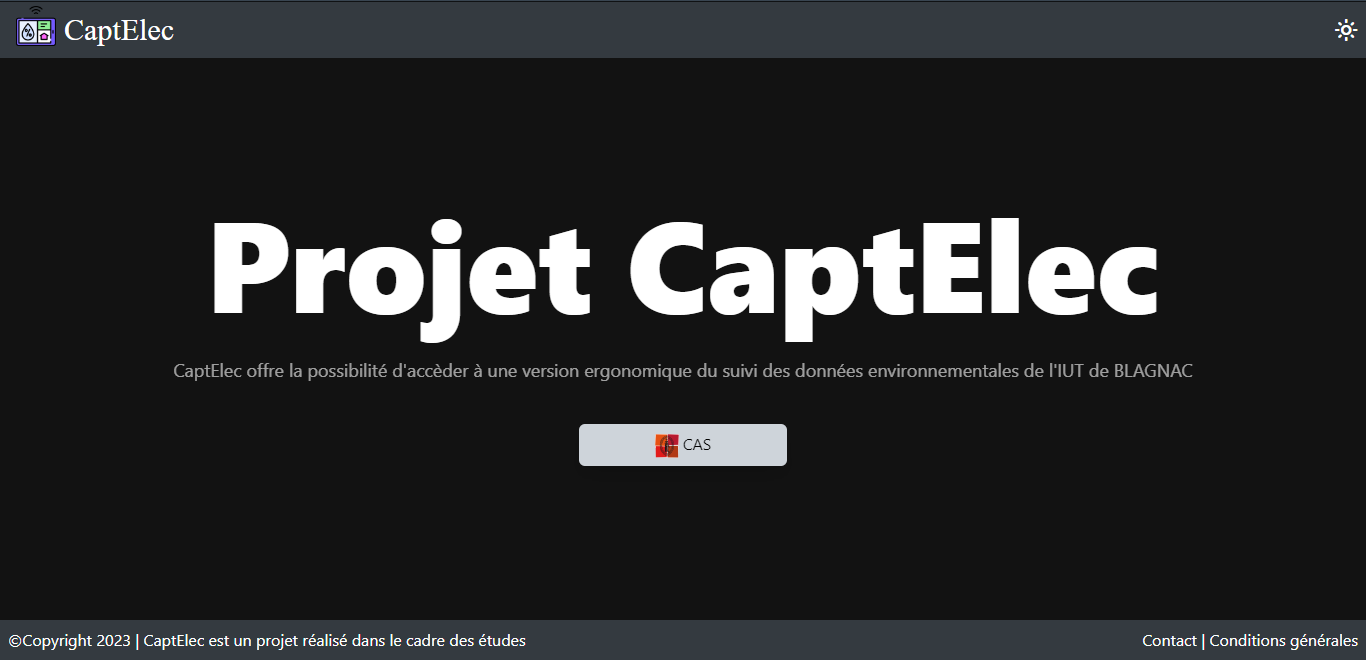 CaptElec
Projet CaptElec
CaptElec offre la possibilité d'accèder à une version ergonomique du suivi des données environnementales de l'IUT de BLAGNAC
CAS
©Copyright 2023 | CaptElec est un projet réalisé dans le cadre des études
Contact | Conditions générales